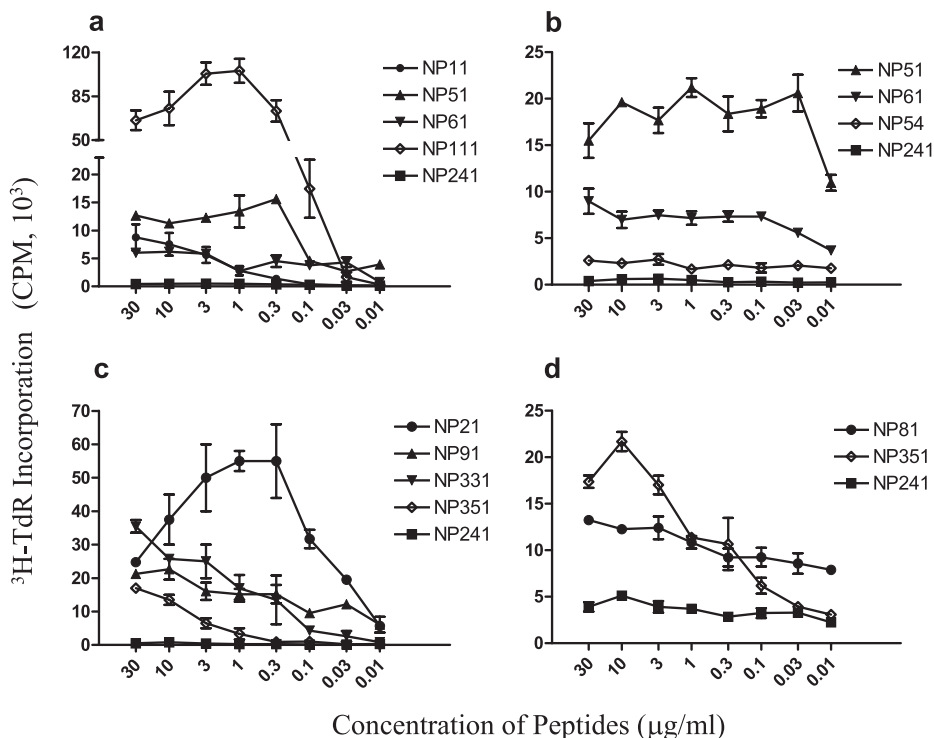 a
120
85
50
20
15
10
5
0
30 10 3 1 0.3 0.1 0.03 0.01
NP11
NP51
NP61
NP111
NP241
b
25
20
15
10
5
0
30 10 3 1 0.3 0.1 0.03 0.01
NP51
NP61
NP54
NP241
c
70
60
50
40
30
20
10
0
30 10 3 1 0.3 0.1 0.03 0.01
NP21
NP91
NP331
NP351
NP241
d
25
20
15
10
5
0
30 10 3 1 0.3 0.1 0.03 0.01
NP81
NP351
NP241
³H-TdR Incorporation (CPM, 10³)
Concentration of Peptides (µg/ml)